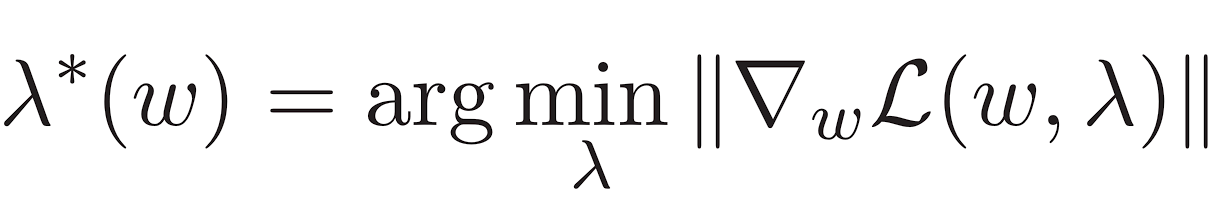 λ*(w) = arg min_λ ‖∇_w ℒ(w, λ)‖